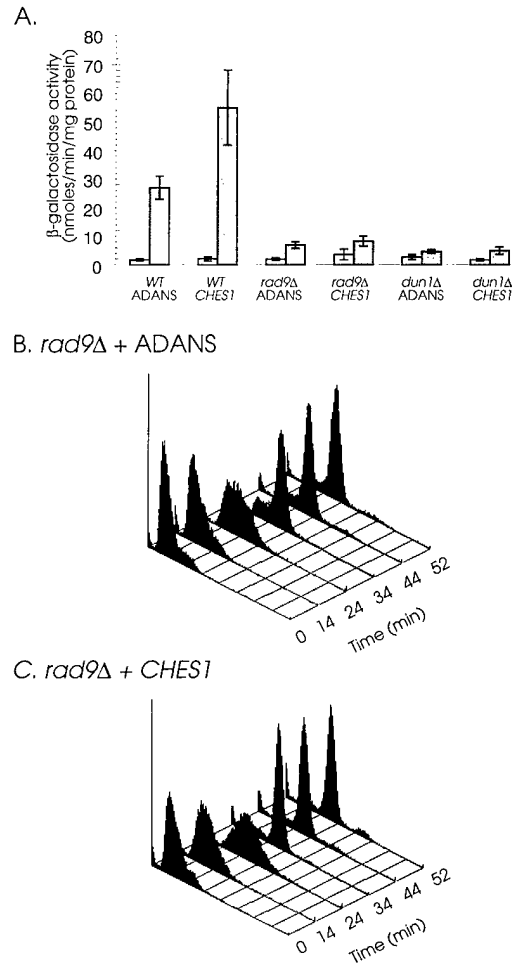 A.
β-galactosidase activity
(nmoles/min/mg protein)
80
70
60
50
40
30
20
10
0
WT
ADANS
WT
CHES1
rad9Δ
ADANS
rad9Δ
CHES1
dun1Δ
ADANS
dun1Δ
CHES1
B. rad9Δ + ADANS
0 14 24 34 44 52
Time (min)
C. rad9Δ + CHES1
0 14 24 34 44 52
Time (min)